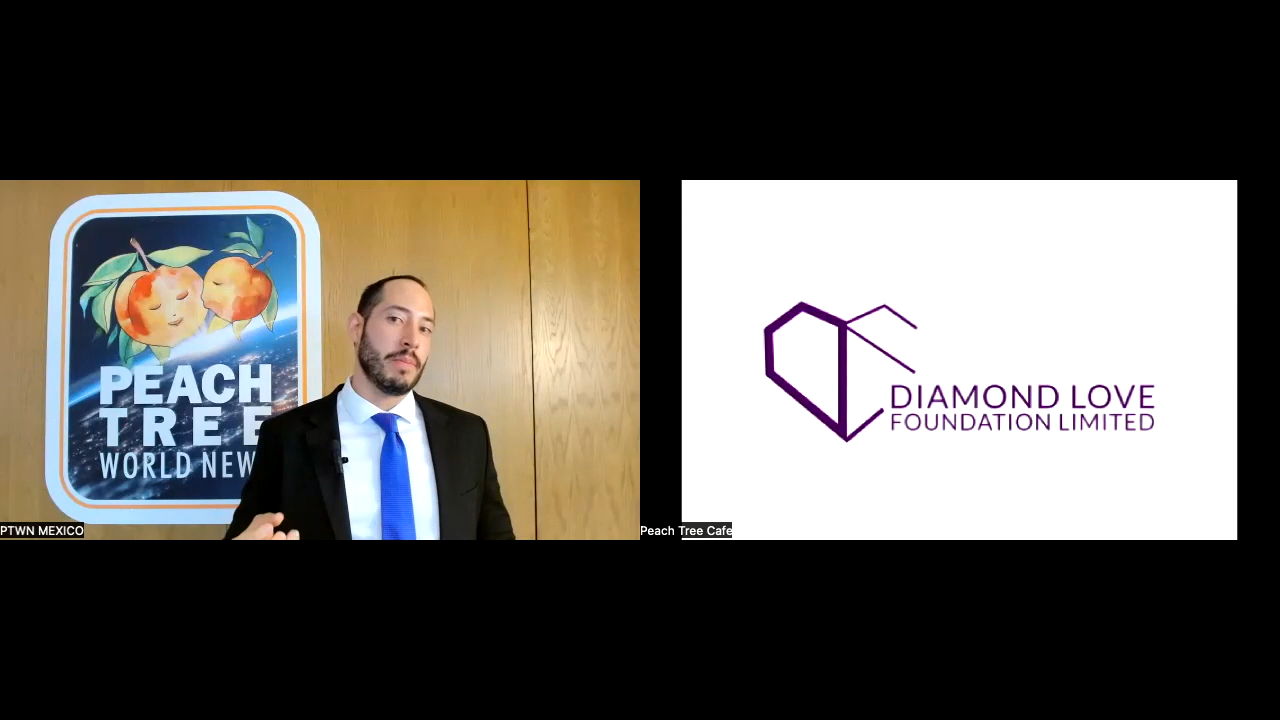 PEACH
TREE
WORLD NEW
PTWN MEXICO
DIAMOND LOVE
FOUNDATION LIMITED
Peach Tree Cafe